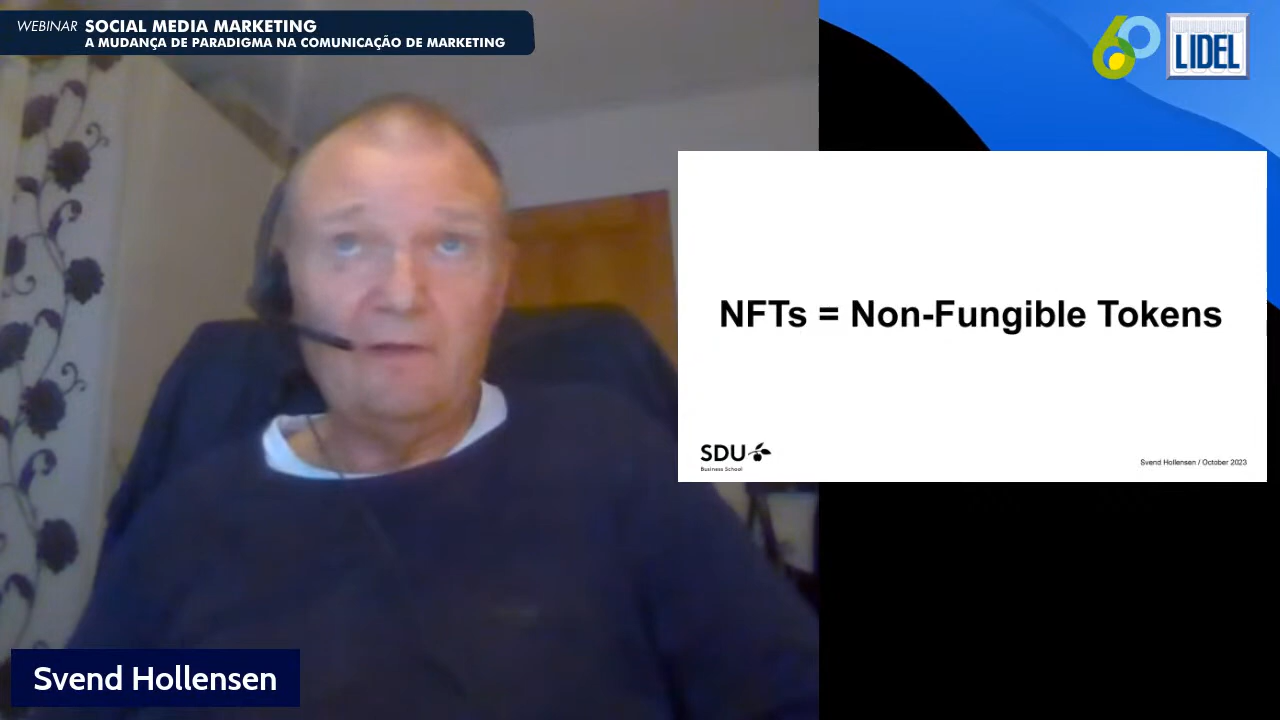 WEBINAR SOCIAL MEDIA MARKETING
A MUDANÇA DE PARADIGMA NA COMUNICAÇÃO DE MARKETING
60 LIDEL
NFTs = Non-Fungible Tokens
SDU
Business School
Svend Hollensen / October 2023
Svend Hollensen